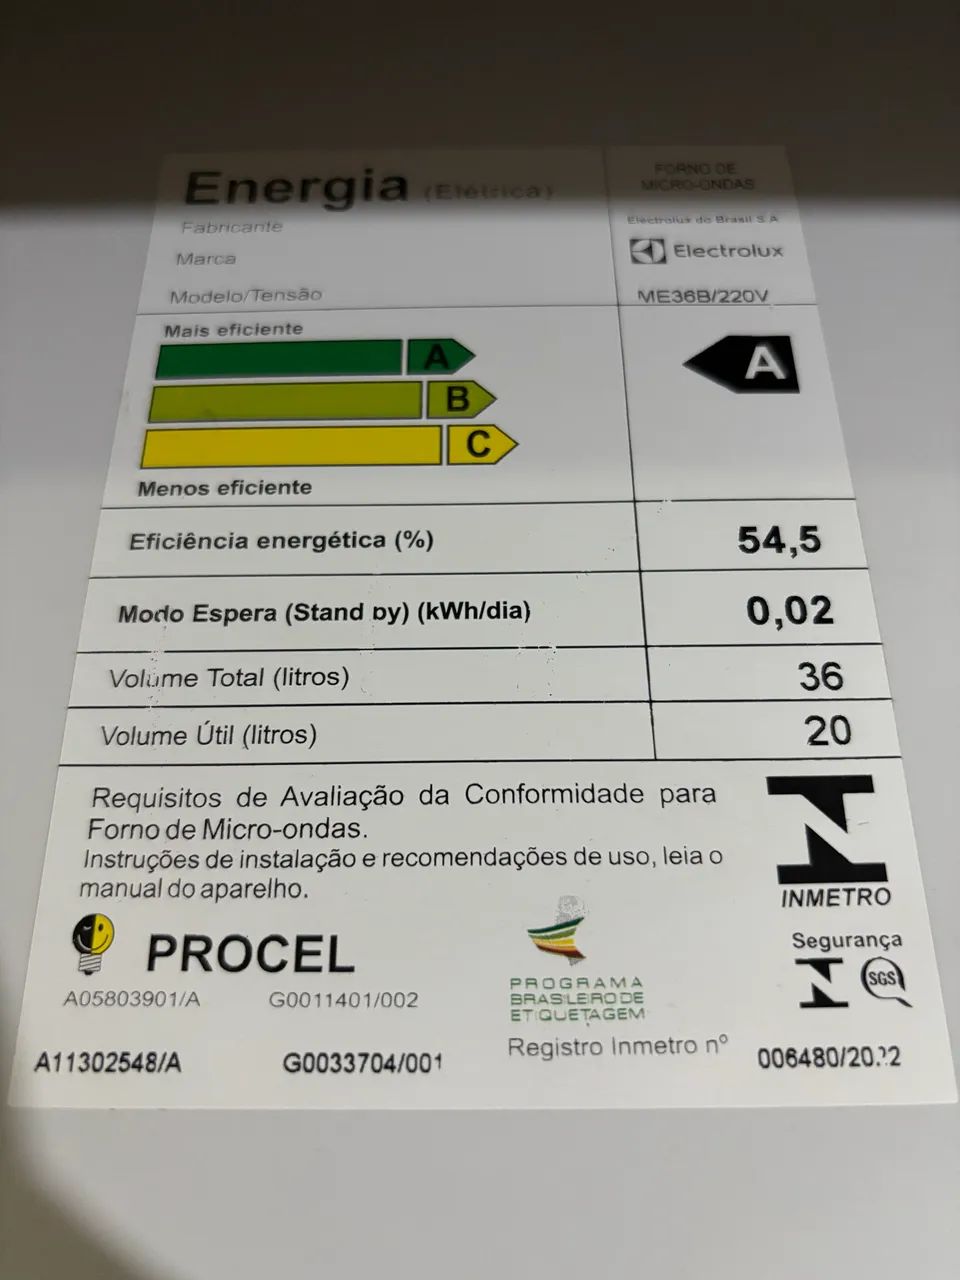 Energia (Elétrica)
FORNO DE
MICRO-ONDAS
Fabricante
Electrolux do Brasil S.A.
Marca
Electrolux
Modelo/Tensão
ME36B/220V
Mais eficiente
A
A
B
C
Menos eficiente
Eficiência energética (%)
54,5
Modo Espera (Stand by) (kWh/dia)
0,02
Volume Total (litros)
36
Volume Útil (litros)
20
Requisitos de Avaliação da Conformidade para
Forno de Micro-ondas.
Instruções de instalação e recomendações de uso, leia o
manual do aparelho.
INMETRO
PROCEL
Segurança
SGS
PROGRAMA
BRASILEIRO DE
ETIQUETAGEM
A05803901/A
G0011401/002
Registro Inmetro nº
A11302548/A
G0033704/001